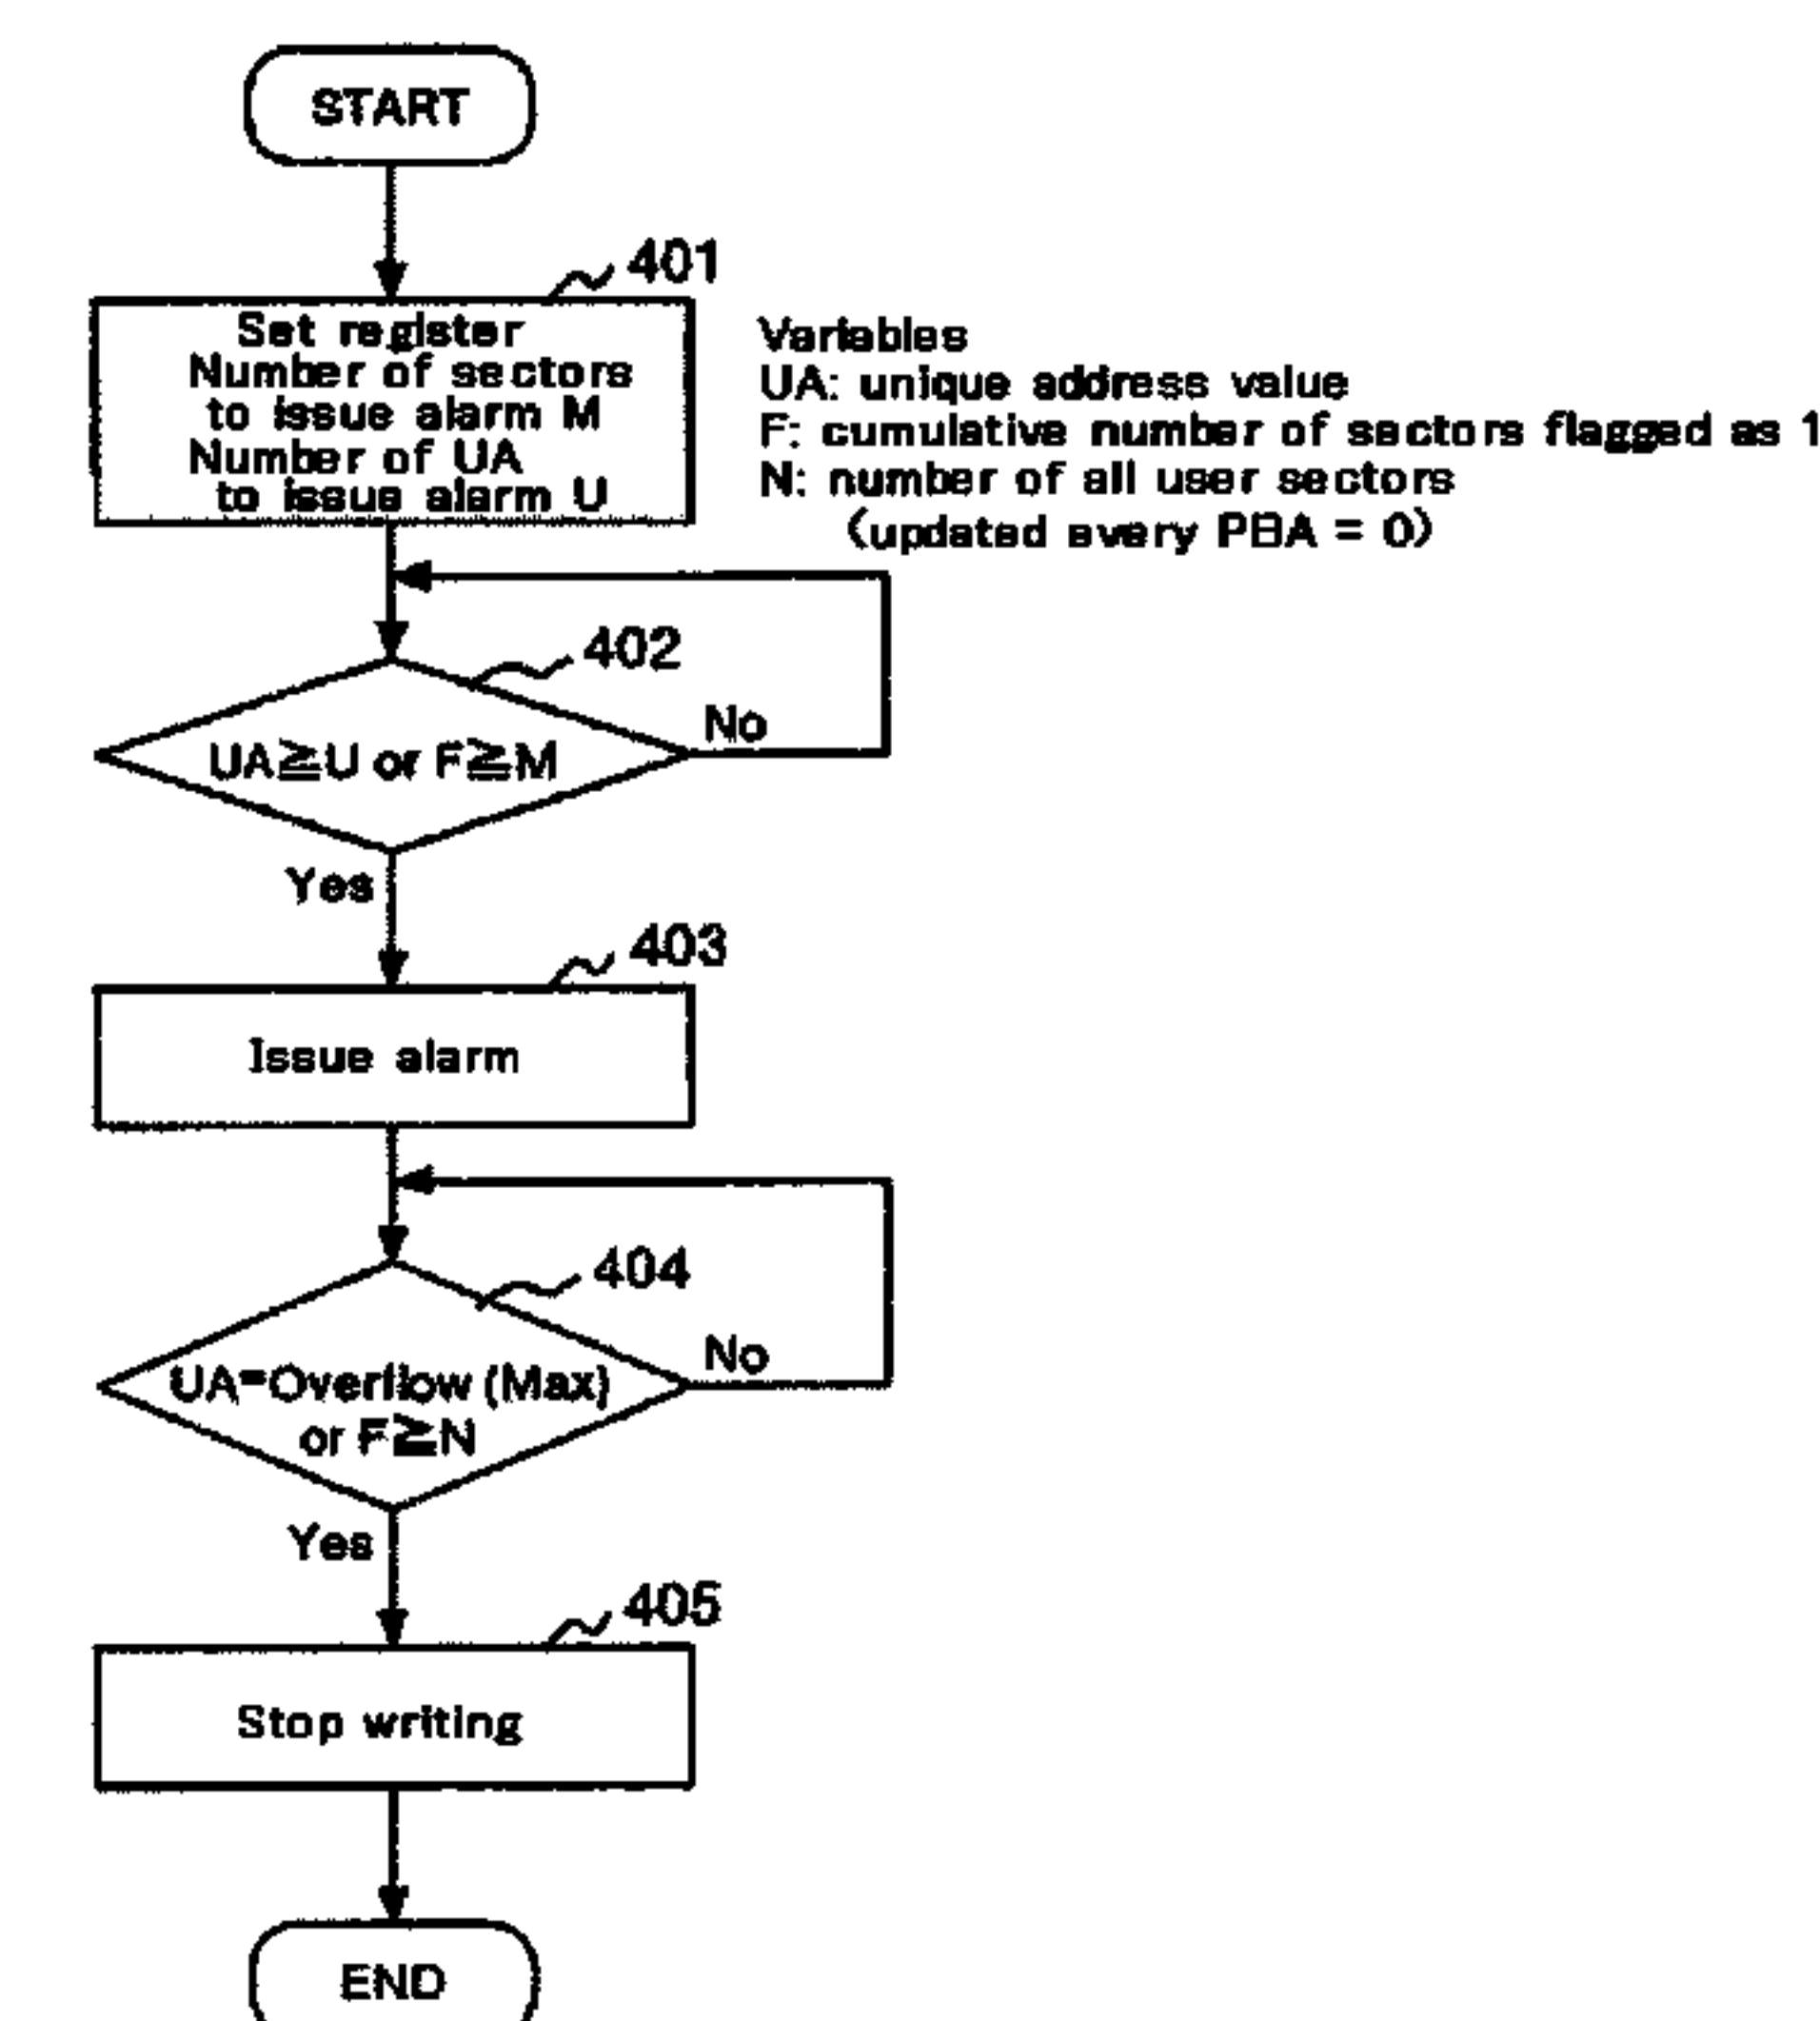 START
401
Set register
Number of sectors
to issue alarm M
Number of UA
to issue alarm U
Variables
UA: unique address value
F: cumulative number of sectors flagged as 1
N: number of all user sectors
(updated every PBA = 0)
402
UA≧U or F≧M
No
Yes
403
Issue alarm
404
UA=Overflow (Max)
or F≧N
No
Yes
405
Stop writing
END